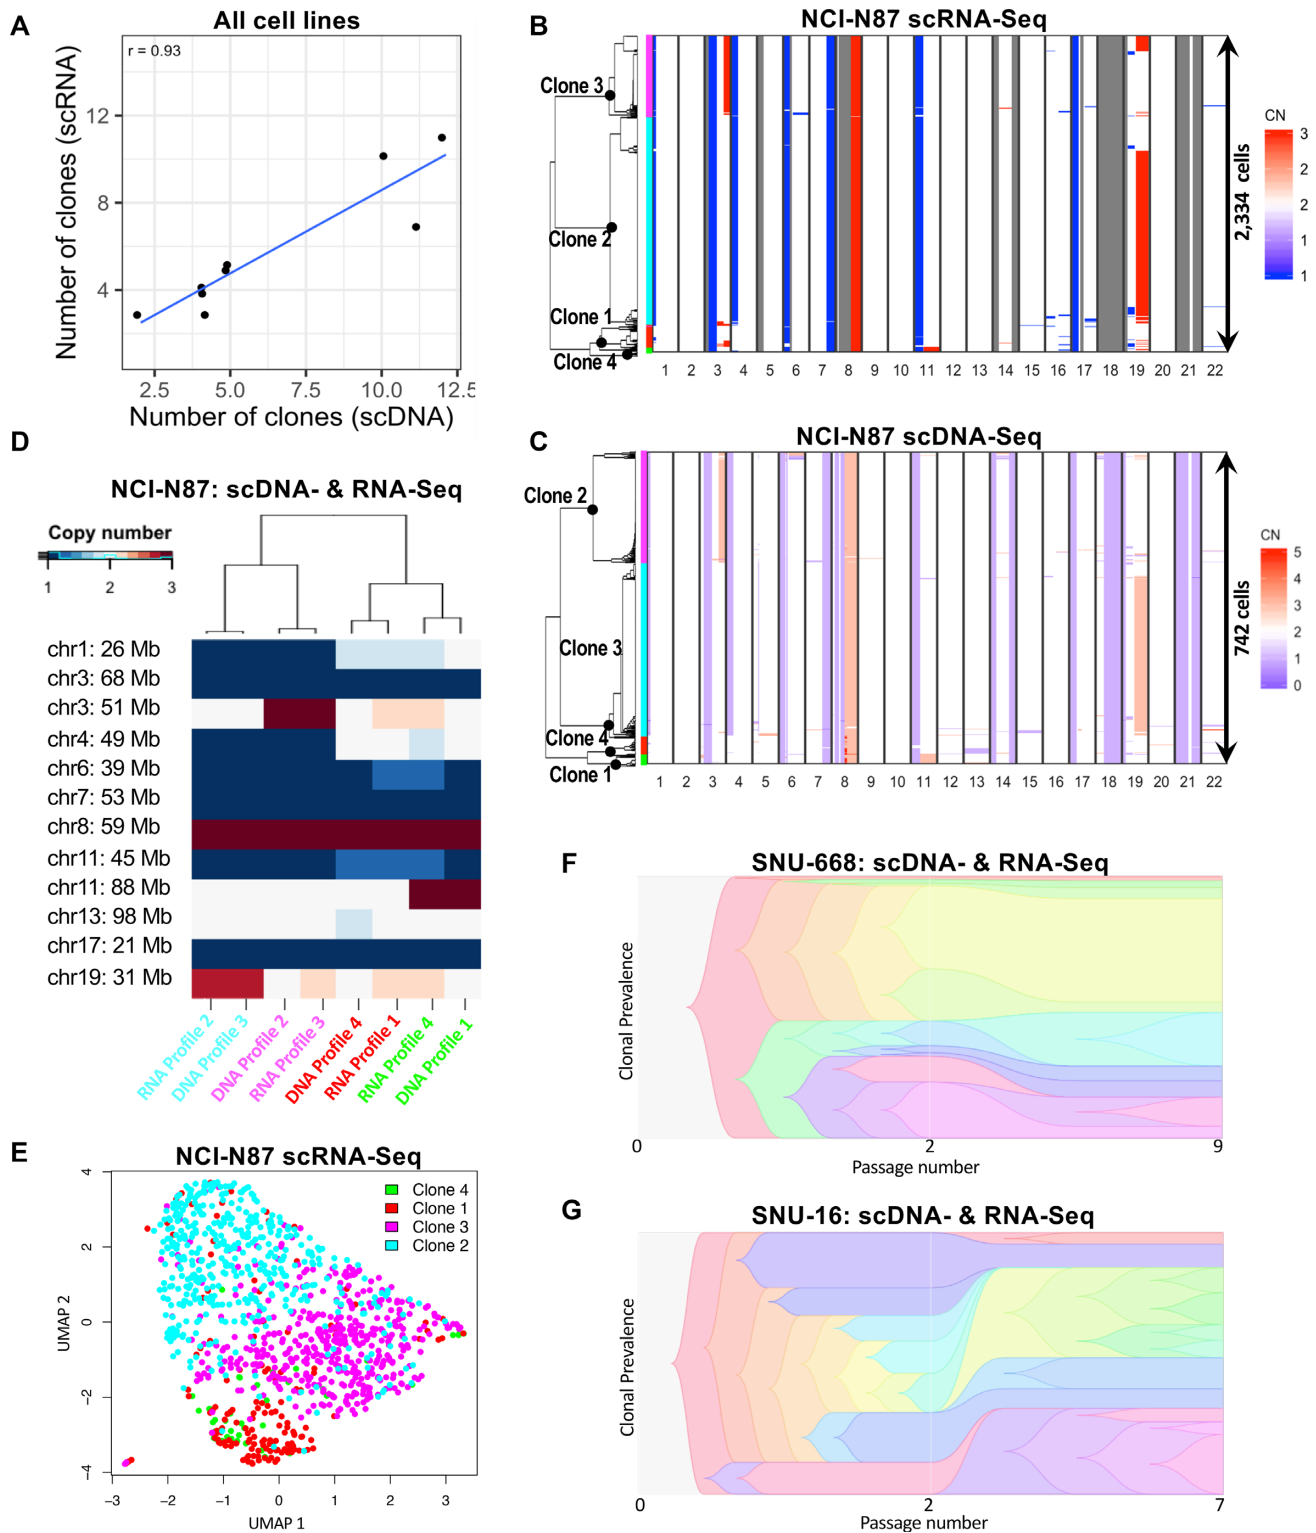 A
All cell lines
r = 0.93
Number of clones (scRNA)
12
8
4
2.5 5.0 7.5 10.0 12.5
Number of clones (scDNA)
B
NCI-N87 scRNA-Seq
Clone 3
Clone 2
Clone 1
Clone 4
1 2 3 4 5 6 7 8 9 10 11 12 13 14 15 16 17 18 19 20 21 22
2,334 cells
CN
3
2
2
1
1
C
NCI-N87 scDNA-Seq
Clone 2
Clone 3
Clone 4
Clone 1
1 2 3 4 5 6 7 8 9 10 11 12 13 14 15 16 17 18 19 20 21 22
742 cells
CN
5
4
3
2
1
0
D
NCI-N87: scDNA- & RNA-Seq
Copy number
1 2 3
chr1: 26 Mb
chr3: 68 Mb
chr3: 51 Mb
chr4: 49 Mb
chr6: 39 Mb
chr7: 53 Mb
chr8: 59 Mb
chr11: 45 Mb
chr11: 88 Mb
chr13: 98 Mb
chr17: 21 Mb
chr19: 31 Mb
RNA Profile 2
DNA Profile 3
DNA Profile 2
RNA Profile 3
DNA Profile 4
RNA Profile 1
RNA Profile 4
DNA Profile 1
E
NCI-N87 scRNA-Seq
Clone 4
Clone 1
Clone 3
Clone 2
UMAP 2
4
2
0
−2
−4
−3 −2 −1 0 1 2 3
UMAP 1
F
SNU-668: scDNA- & RNA-Seq
Clonal Prevalence
0 2 9
Passage number
G
SNU-16: scDNA- & RNA-Seq
Clonal Prevalence
0 2 7
Passage number